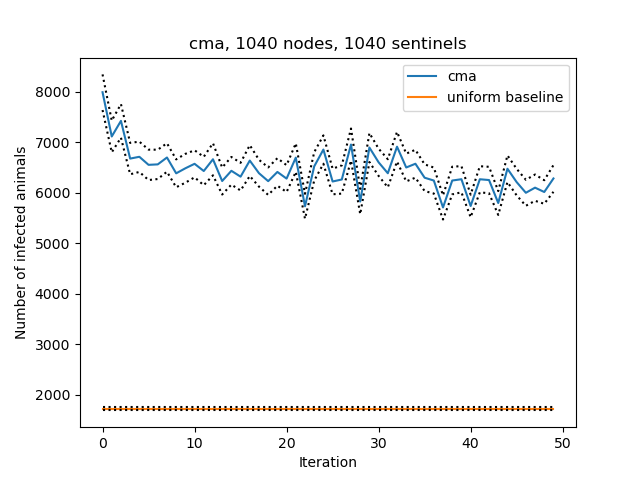 cma, 1040 nodes, 1040 sentinels
cma
uniform baseline
Number of infected animals
8000
7000
6000
5000
4000
3000
2000
0 10 20 30 40 50
Iteration